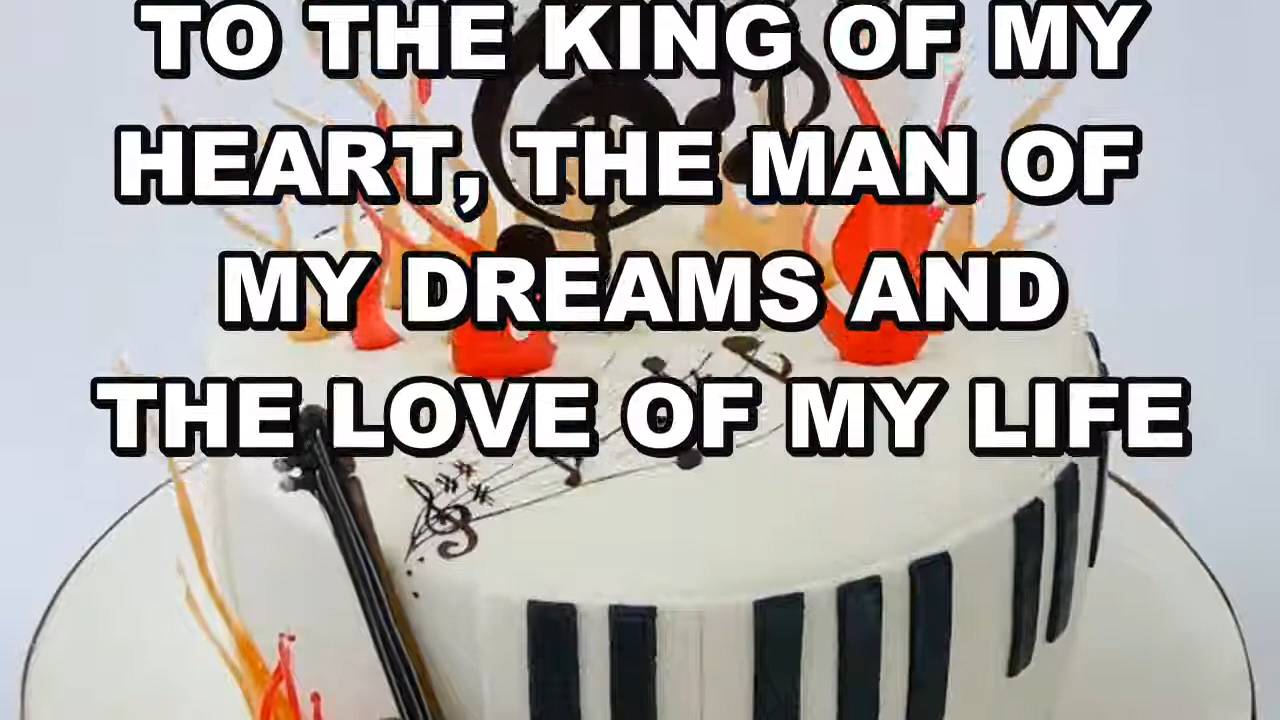 TO THE KING OF MY
HEART, THE MAN OF
MY DREAMS AND
THE LOVE OF MY LIFE